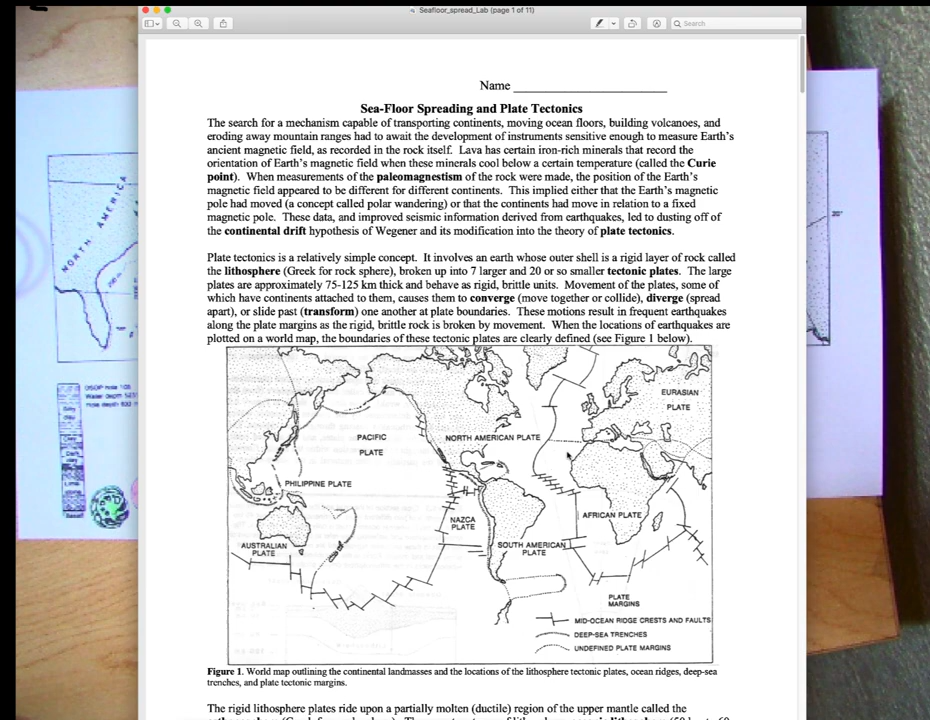 Seafloor_spread_Lab (page 1 of 11)
Search
Name
Sea-Floor Spreading and Plate Tectonics
The search for a mechanism capable of transporting continents, moving ocean floors, building volcanoes, and
eroding away mountain ranges had to await the development of instruments sensitive enough to measure Earth's
ancient magnetic field, as recorded in the rock itself. Lava has certain iron-rich minerals that record the
orientation of Earth's magnetic field when these minerals cool below a certain temperature (called the Curie
point). When measurements of the paleomagnestism of the rock were made, the position of the Earth's
magnetic field appeared to be different for different continents. This implied either that the Earth's magnetic
pole had moved (a concept called polar wandering) or that the continents had move in relation to a fixed
magnetic pole. These data, and improved seismic information derived from earthquakes, led to dusting off of
the continental drift hypothesis of Wegener and its modification into the theory of plate tectonics.
Plate tectonics is a relatively simple concept. It involves an earth whose outer shell is a rigid layer of rock called
the lithosphere (Greek for rock sphere), broken up into 7 larger and 20 or so smaller tectonic plates. The large
plates are approximately 75-125 km thick and behave as rigid, brittle units. Movement of the plates, some of
which have continents attached to them, causes them to converge (move together or collide), diverge (spread
apart), or slide past (transform) one another at plate boundaries. These motions result in frequent earthquakes
along the plate margins as the rigid, brittle rock is broken by movement. When the locations of earthquakes are
plotted on a world map, the boundaries of these tectonic plates are clearly defined (see Figure 1 below).
EURASIAN
PLATE
PACIFIC
PLATE
NORTH AMERICAN PLATE
PHILIPPINE PLATE
NAZCA
PLATE
AFRICAN PLATE
AUSTRALIAN
PLATE
SOUTH AMERICAN
PLATE
PLATE
MARGINS
MID-OCEAN RIDGE CRESTS AND FAULTS
DEEP-SEA TRENCHES
UNDEFINED PLATE MARGINS
Figure 1. World map outlining the continental landmasses and the locations of the lithosphere tectonic plates, ocean ridges, deep-sea
trenches, and plate tectonic margins.
The rigid lithosphere plates ride upon a partially molten (ductile) region of the upper mantle called the
NORTH AMERICA
20°